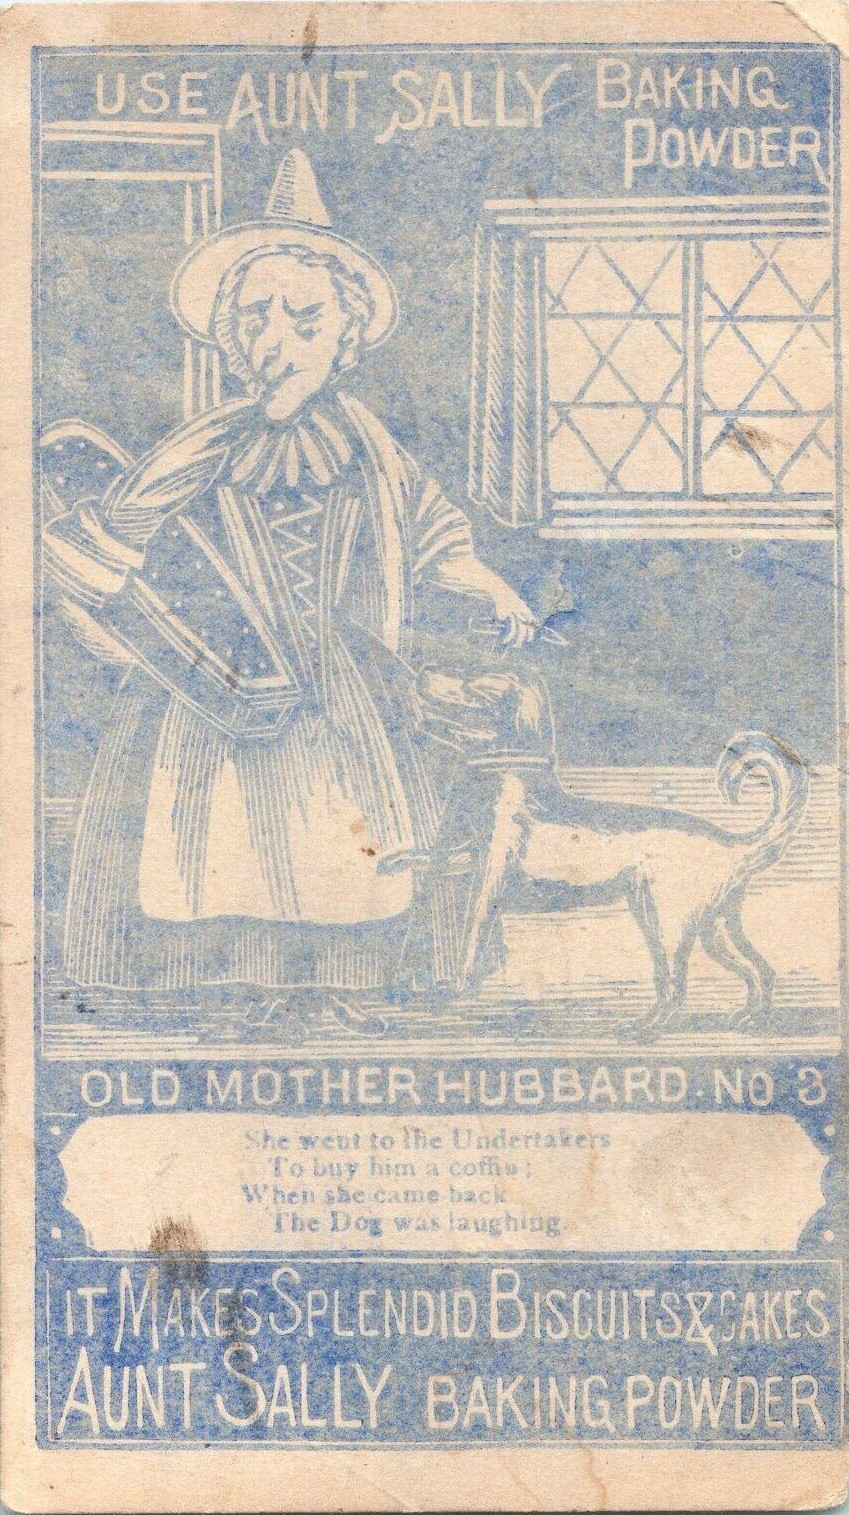 USE AUNT SALLY BAKING
POWDER
OLD MOTHER HUBBARD. NO 3
She went to the Undertakers
To buy him a coffin;
When she came back
The Dog was laughing.
IT MAKES SPLENDID BISCUITS & CAKES
AUNT SALLY BAKING POWDER